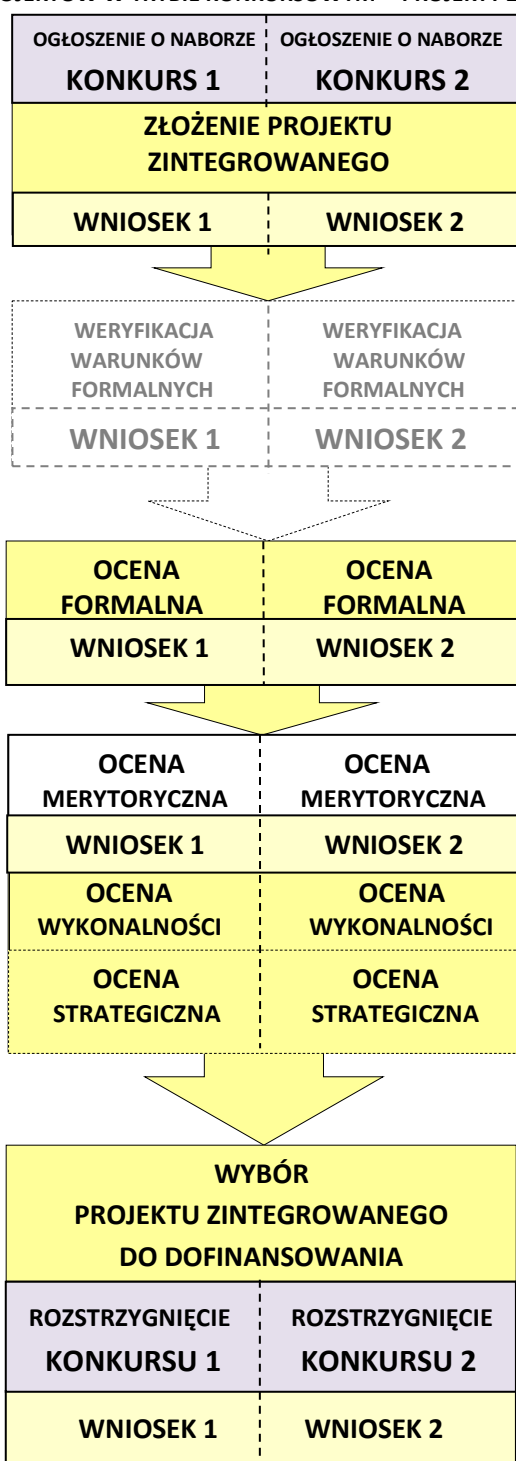 OGŁOSZENIE O NABORZE OGŁOSZENIE O NABORZE
KONKURS 1 KONKURS 2
ZŁOŻENIE PROJEKTU
ZINTEGROWANEGO
WNIOSEK 1 WNIOSEK 2
WERYFIKACJA WERYFIKACJA
WARUNKÓW WARUNKÓW
FORMALNYCH FORMALNYCH
WNIOSEK 1 WNIOSEK 2
OCENA OCENA
FORMALNA FORMALNA
WNIOSEK 1 WNIOSEK 2
OCENA OCENA
MERYTORYCZNA MERYTORYCZNA
WNIOSEK 1 WNIOSEK 2
OCENA OCENA
WYKONALNOŚCI WYKONALNOŚCI
OCENA OCENA
STRATEGICZNA STRATEGICZNA
WYBÓR
PROJEKTU ZINTEGROWANEGO
DO DOFINANSOWANIA
ROZSTRZYGNIĘCIE ROZSTRZYGNIĘCIE
KONKURSU 1 KONKURSU 2
WNIOSEK 1 WNIOSEK 2